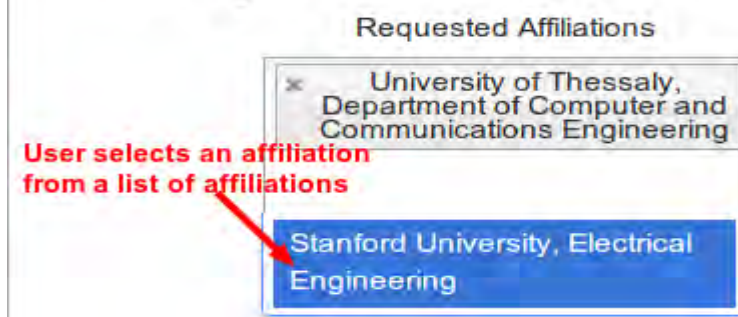 Requested Affiliations
University of Thessaly,
Department of Computer and
Communications Engineering
User selects an affiliation
from a list of affiliations
Stanford University, Electrical
Engineering